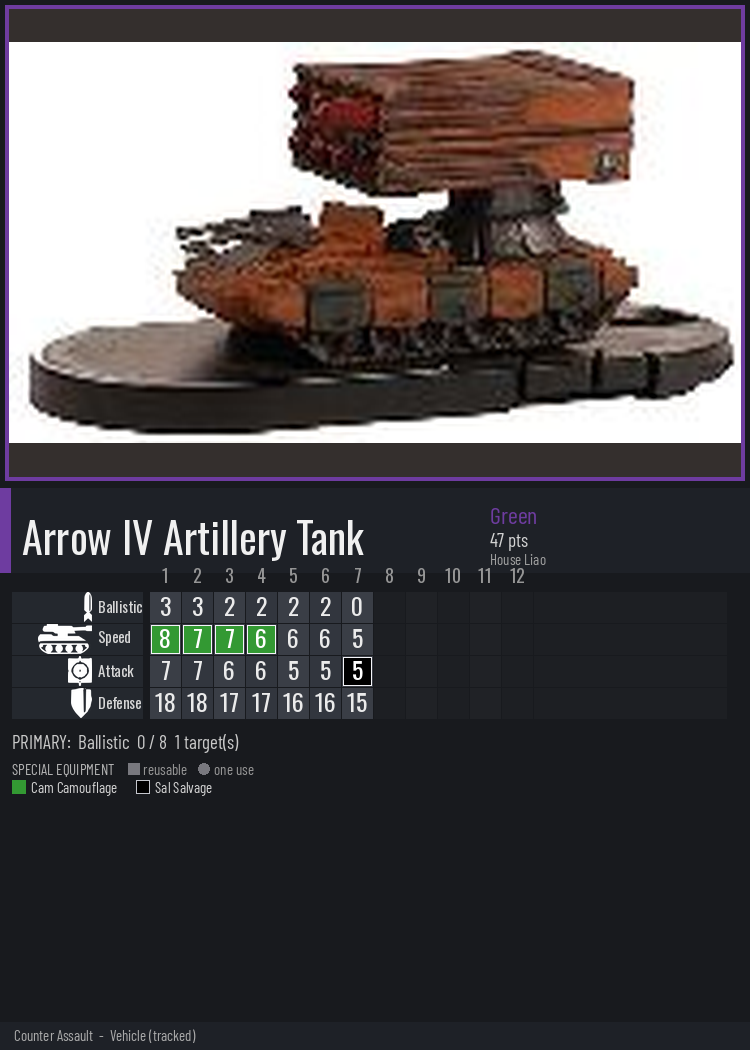 Arrow IV Artillery Tank
Green
47 pts
House Liao
1 2 3 4 5 6 7 8 9 10 11 12
Ballistic 3 3 2 2 2 2 0
Speed 8 7 7 6 6 6 5
Attack 7 7 6 6 5 5 5
Defense 18 18 17 17 16 16 15
PRIMARY: Ballistic 0 / 8 1 target(s)
SPECIAL EQUIPMENT reusable one use
Cam Camouflage Sal Salvage
Counter Assault - Vehicle (tracked)